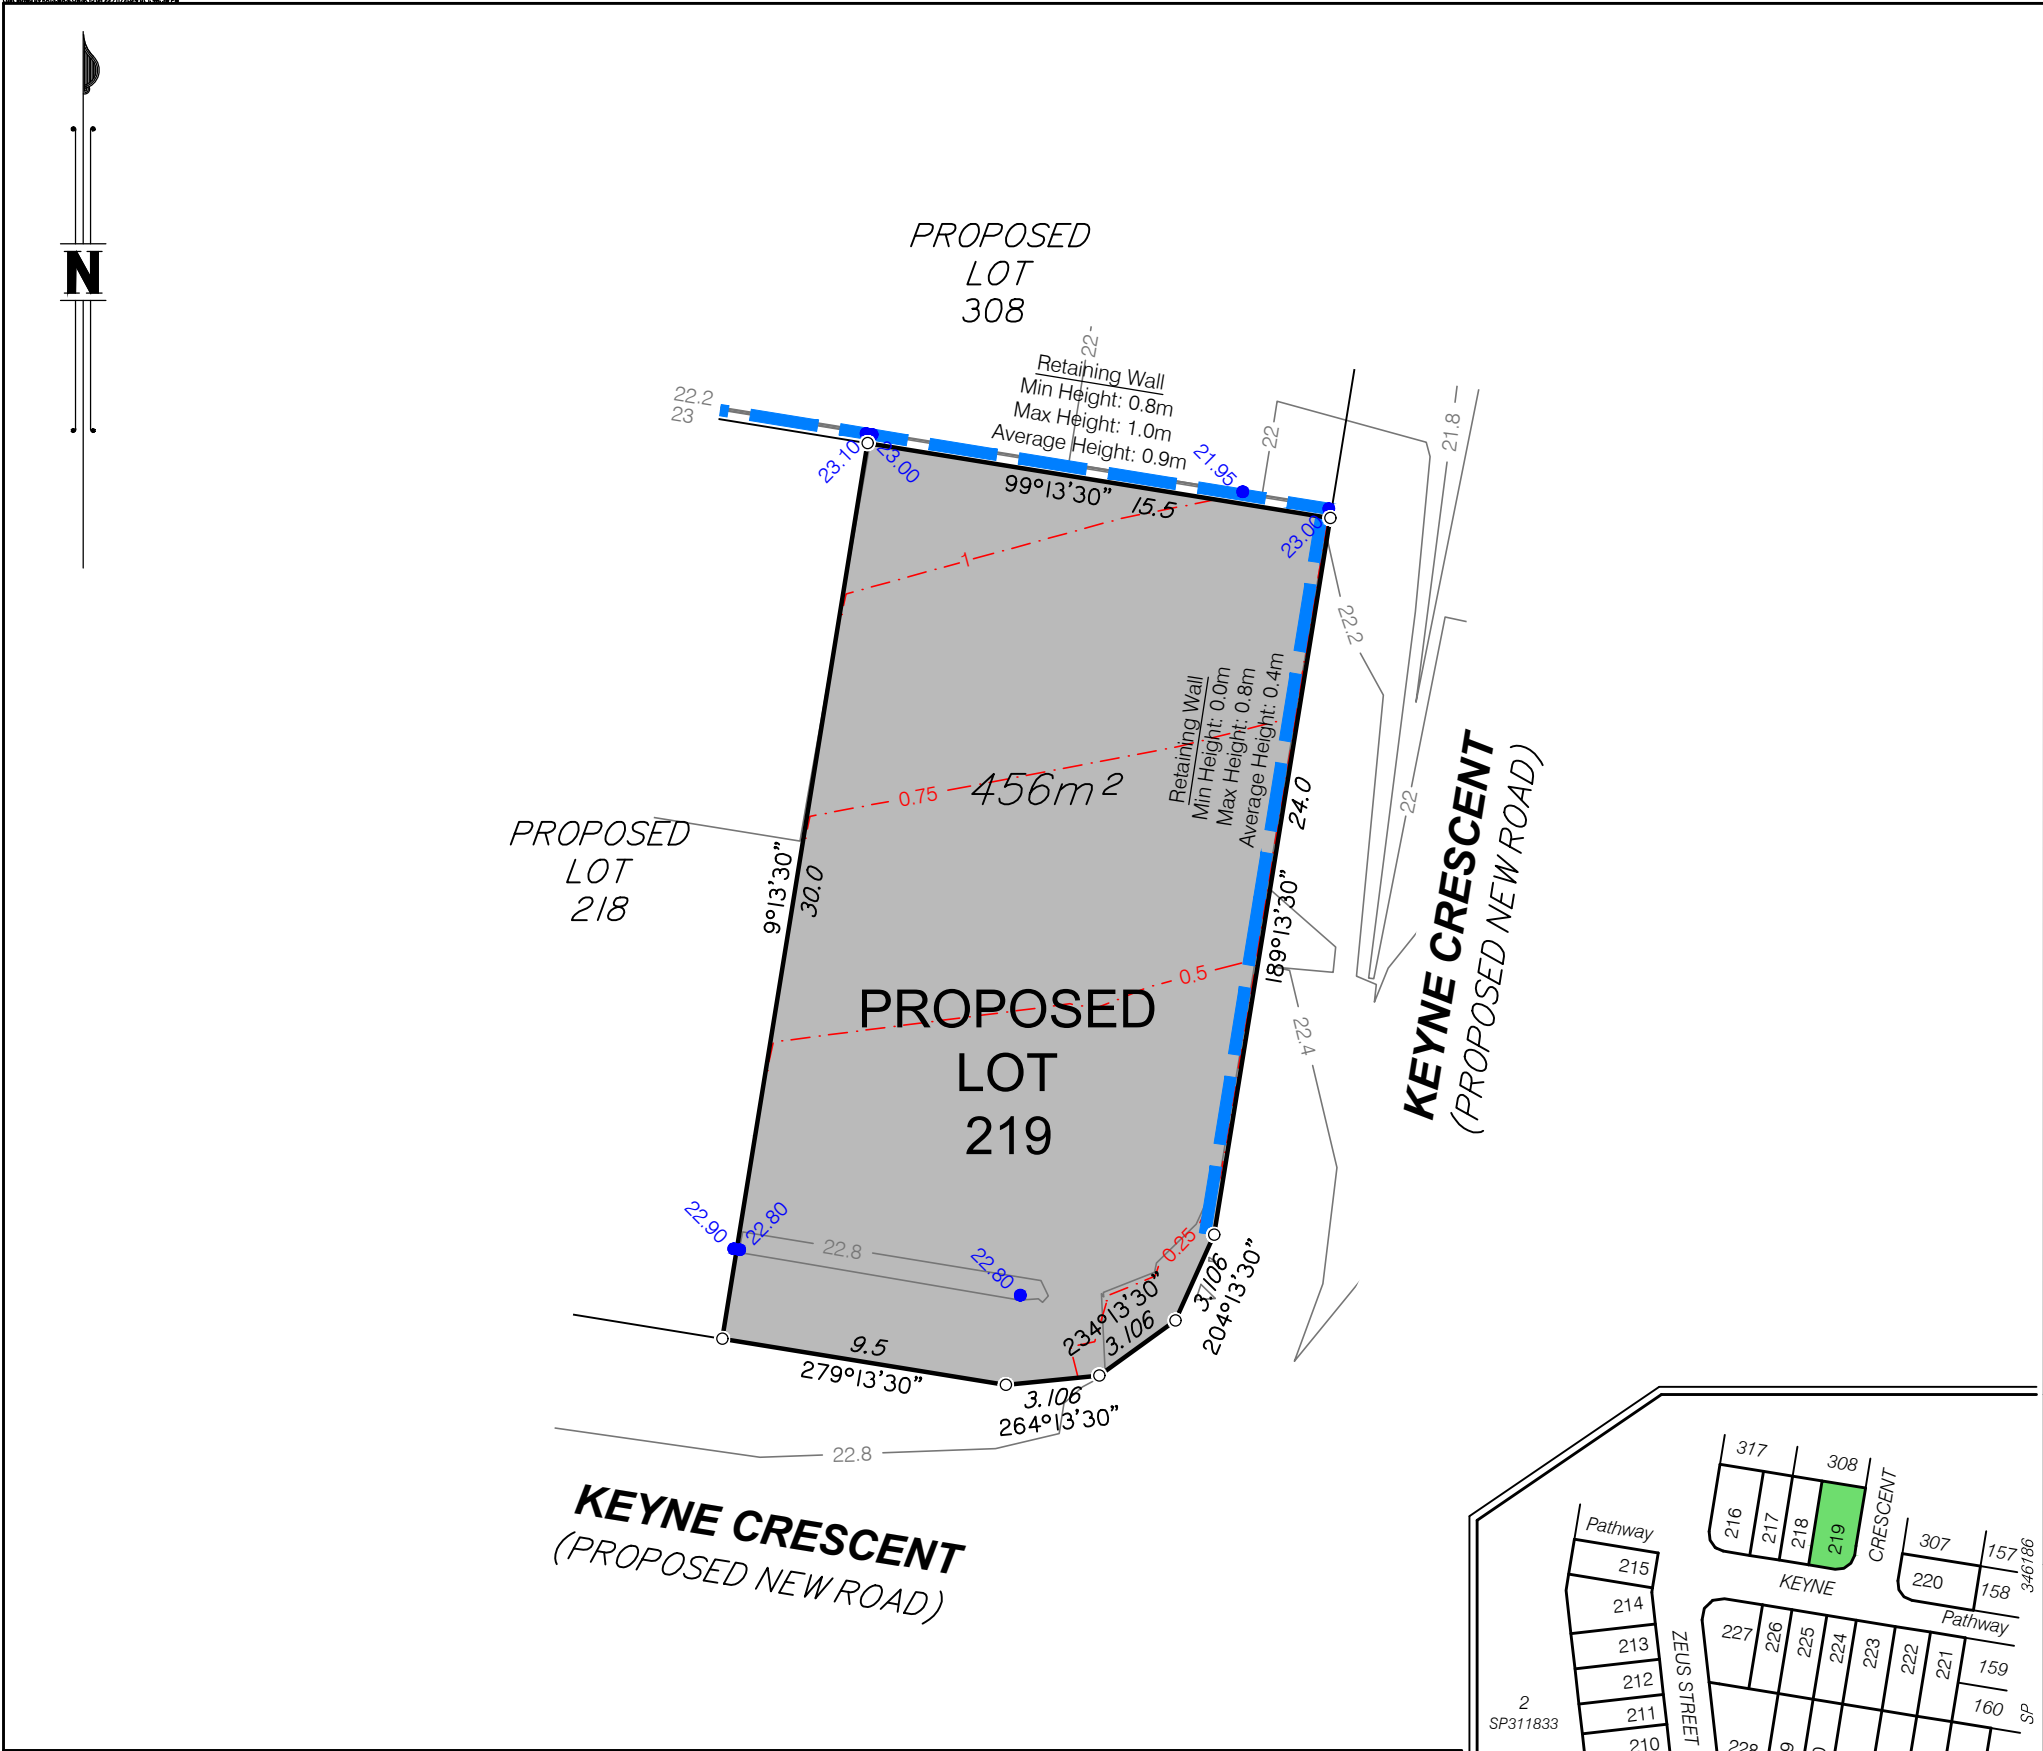 N
PROPOSED
LOT
308
22
Retaining Wall
Min Height: 0.8m
Max Height: 1.0m
Average Height: 0.9m
22.2
23
23.10
23.00
21.95
22
21.8
99°13'30"
15.5
23.00
1
22.2
Retaining Wall
Min Height: 0.0m
Max Height: 0.8m
Average Height: 0.4m
0.75
456m²
24.0
22
KEYNE CRESCENT
(PROPOSED NEW ROAD)
PROPOSED
LOT
218
9°13'30"
30.0
189°13'30"
0.5
PROPOSED
LOT
219
22.4
22.90
22.80
22.8
22.80
0.25
234°13'30"
3.106
3.106
204°13'30"
9.5
279°13'30"
3.106
264°13'30"
22.8
KEYNE CRESCENT
(PROPOSED NEW ROAD)
317
308
216
217
218
219
CRESCENT
Pathway
215
214
213
212
211
210
KEYNE
307
157
220
158
346186
Pathway
227
226
225
224
223
222
221
159
160
SP
ZEUS STREET
2
SP311833
228